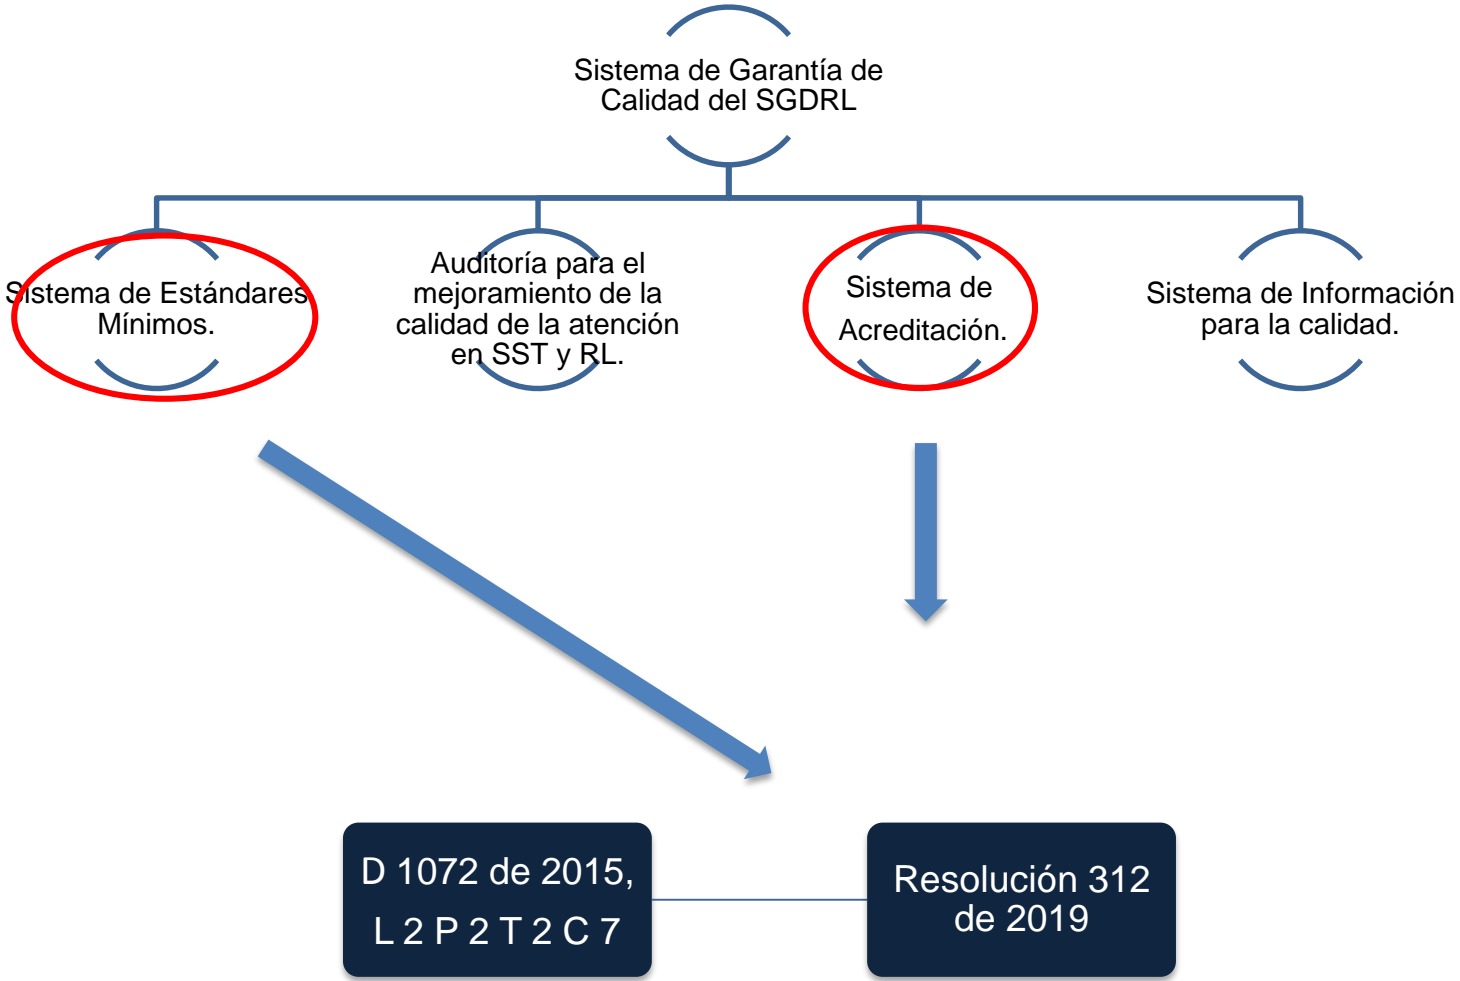 Sistema de Garantía de
Calidad del SGDRL
Sistema de Estándares
Mínimos.
Auditoría para el
mejoramiento de la
calidad de la atención
en SST y RL.
Sistema de
Acreditación.
Sistema de Información
para la calidad.
D 1072 de 2015,
L 2 P 2 T 2 C 7
Resolución 312
de 2019